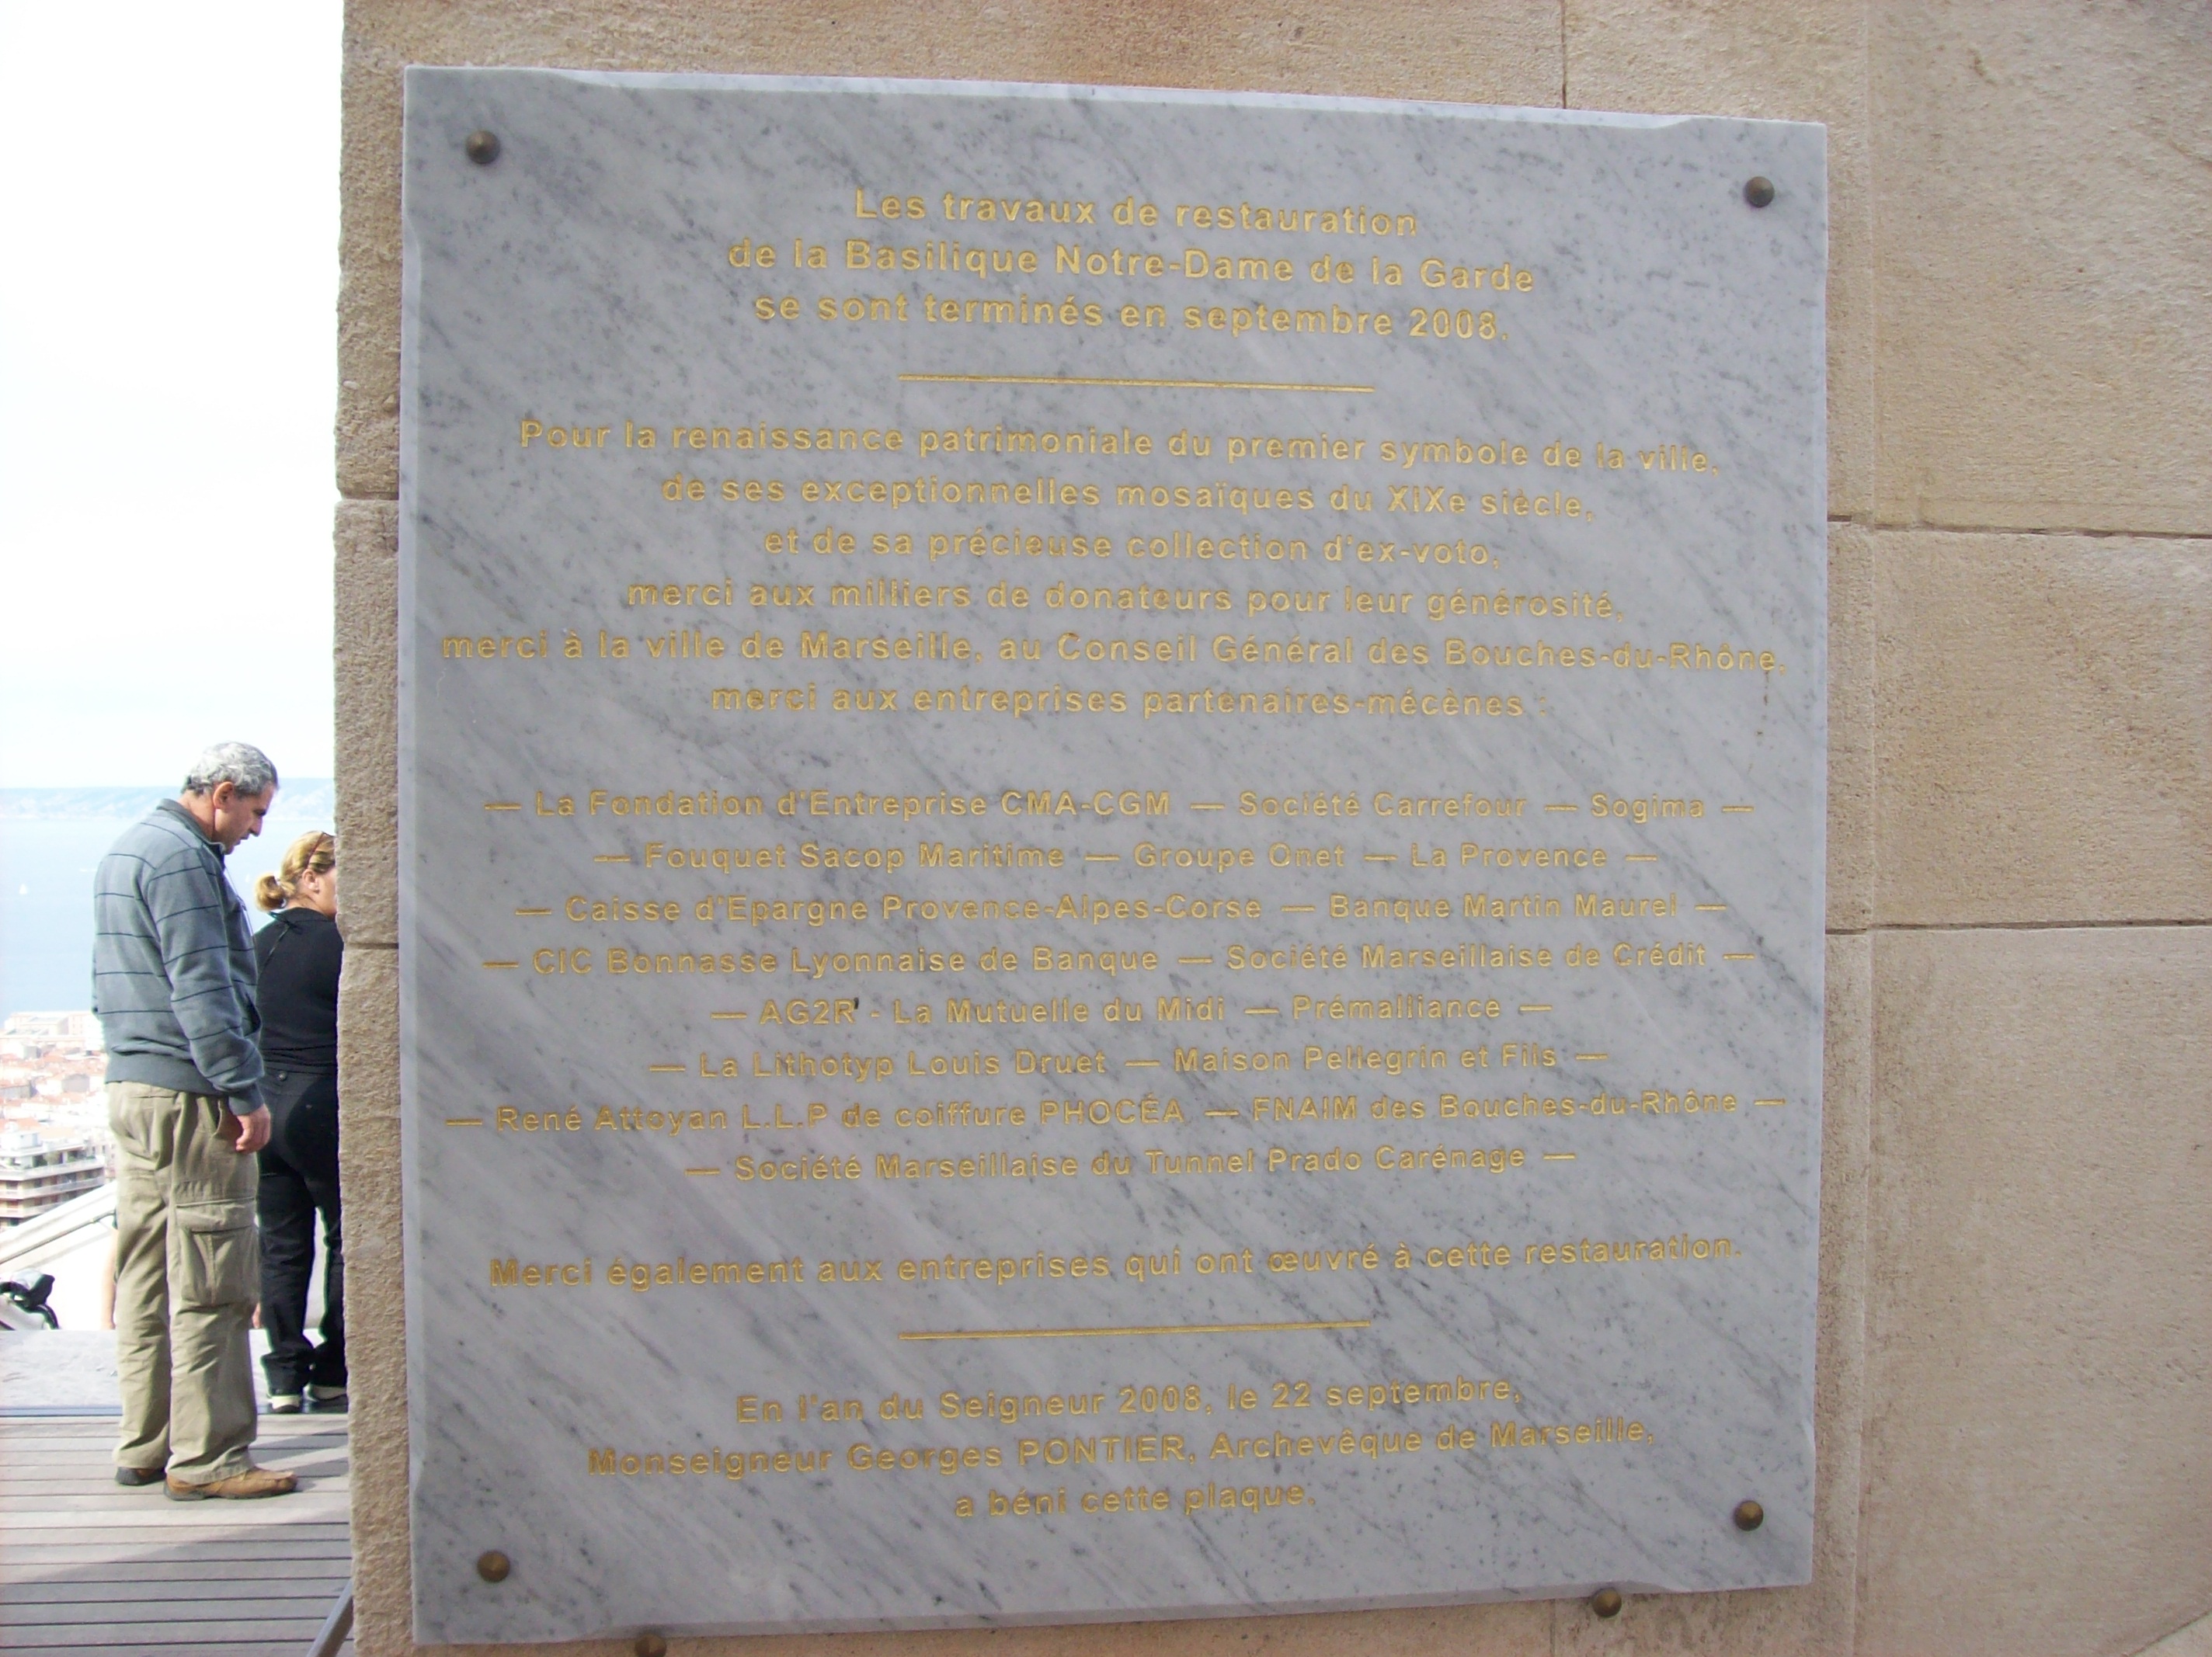 Les travaux de restauration
de la Basilique Notre-Dame de la Garde
se sont terminés en septembre 2008.
Pour la renaissance patrimoniale du premier symbole de la ville,
de ses exceptionnelles mosaïques du XIXe siècle,
et de sa précieuse collection d'ex-voto,
merci aux milliers de donateurs pour leur générosité,
merci à la ville de Marseille, au Conseil Général des Bouches-du-Rhône,
merci aux entreprises partenaires-mécènes :
— La Fondation d'Entreprise CMA-CGM — Société Carrefour — Sogima —
— Fouquet Sacop Maritime — Groupe Onet — La Provence —
— Caisse d'Epargne Provence-Alpes-Corse — Banque Martin Maurel —
— CIC Bonnasse Lyonnaise de Banque — Société Marseillaise de Crédit —
— AG2R' - La Mutuelle du Midi — Prémalliance —
— La Lithotyp Louis Druet — Maison Pellegrin et Fils —
— René Attoyan L.L.P de coiffure PHOCÉA — FNAIM des Bouches-du-Rhône —
— Société Marseillaise du Tunnel Prado Carénage —
Merci également aux entreprises qui ont œuvré à cette restauration.
En l'an du Seigneur 2008, le 22 septembre,
Monseigneur Georges PONTIER, Archevêque de Marseille,
a béni cette plaque.